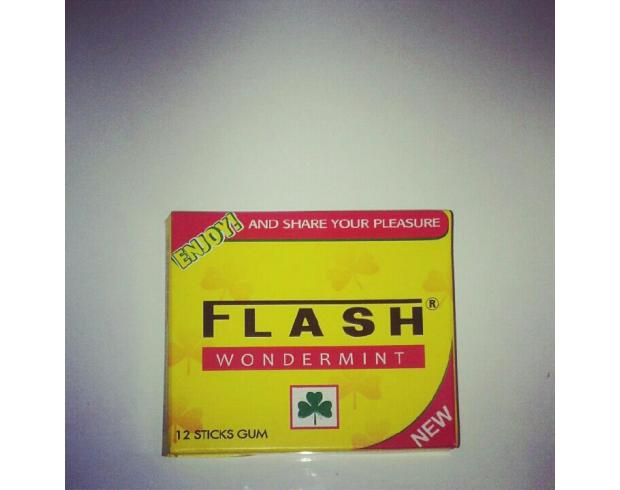 ENJOY! AND SHARE YOUR PLEASURE
FLASH®
WONDERMINT
12 STICKS GUM
NEW